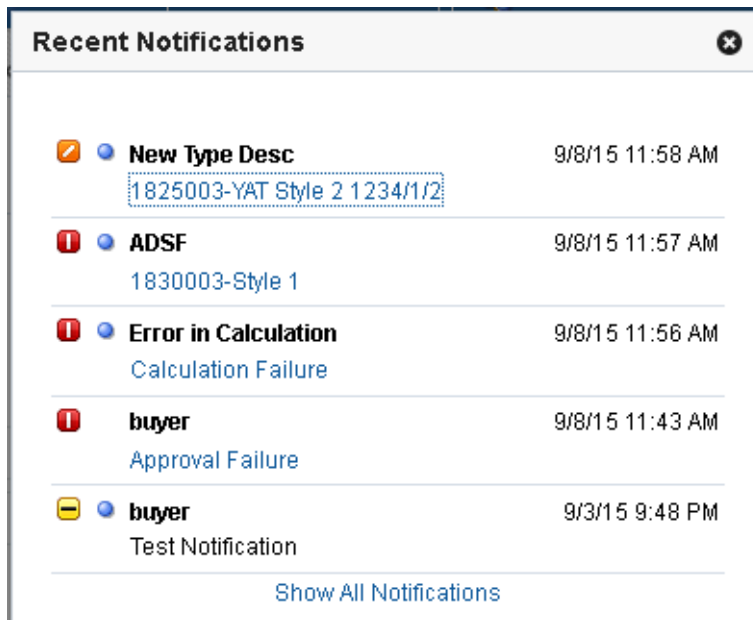 Recent Notifications
New Type Desc 9/8/15 11:58 AM
1825003-YAT Style 2 1234/1/2
ADSF 9/8/15 11:57 AM
1830003-Style 1
Error in Calculation 9/8/15 11:56 AM
Calculation Failure
buyer 9/8/15 11:43 AM
Approval Failure
buyer 9/3/15 9:48 PM
Test Notification
Show All Notifications